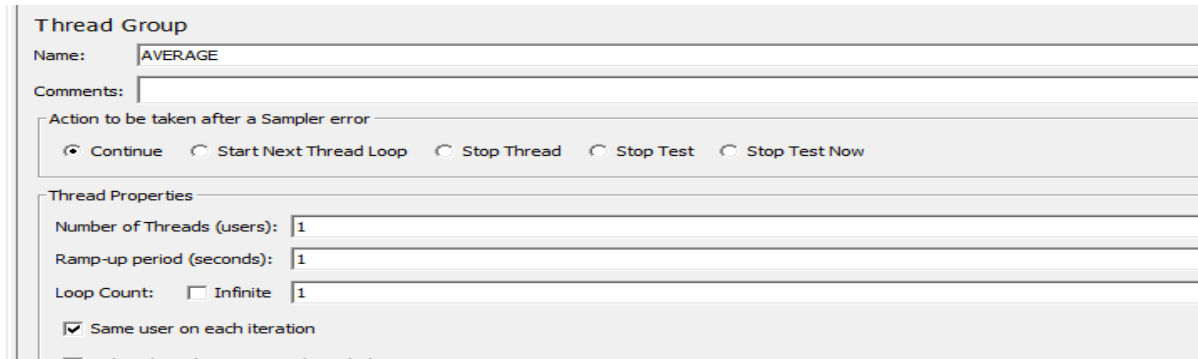 Thread Group
Name: AVERAGE
Comments:
Action to be taken after a Sampler error
Continue Start Next Thread Loop Stop Thread Stop Test Stop Test Now
Thread Properties
Number of Threads (users): 1
Ramp-up period (seconds): 1
Loop Count: Infinite 1
Same user on each iteration